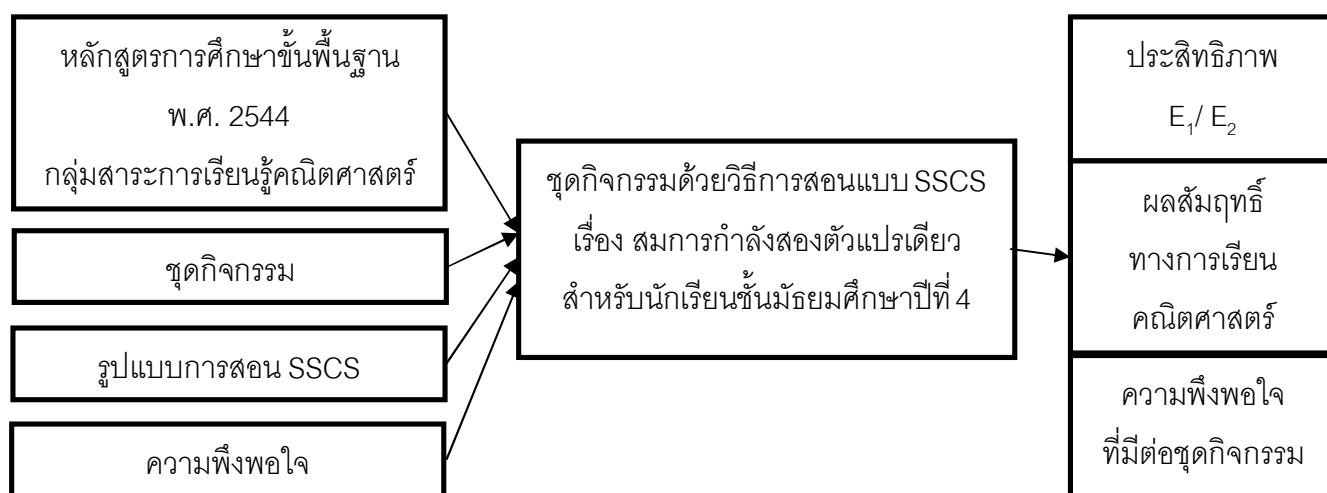 หลักสูตรการศึกษาขั้นพื้นฐาน
พ.ศ. 2544
กลุ่มสาระการเรียนรู้คณิตศาสตร์
ชุดกิจกรรม
รูปแบบการสอน SSCS
ความพึงพอใจ
ชุดกิจกรรมด้วยวิธีการสอนแบบ SSCS
เรื่อง สมการกำลังสองตัวแปรเดียว
สำหรับนักเรียนชั้นมัธยมศึกษาปีที่ 4
ประสิทธิภาพ
E₁/ E₂
ผลสัมฤทธิ์
ทางการเรียน
คณิตศาสตร์
ความพึงพอใจ
ที่มีต่อชุดกิจกรรม